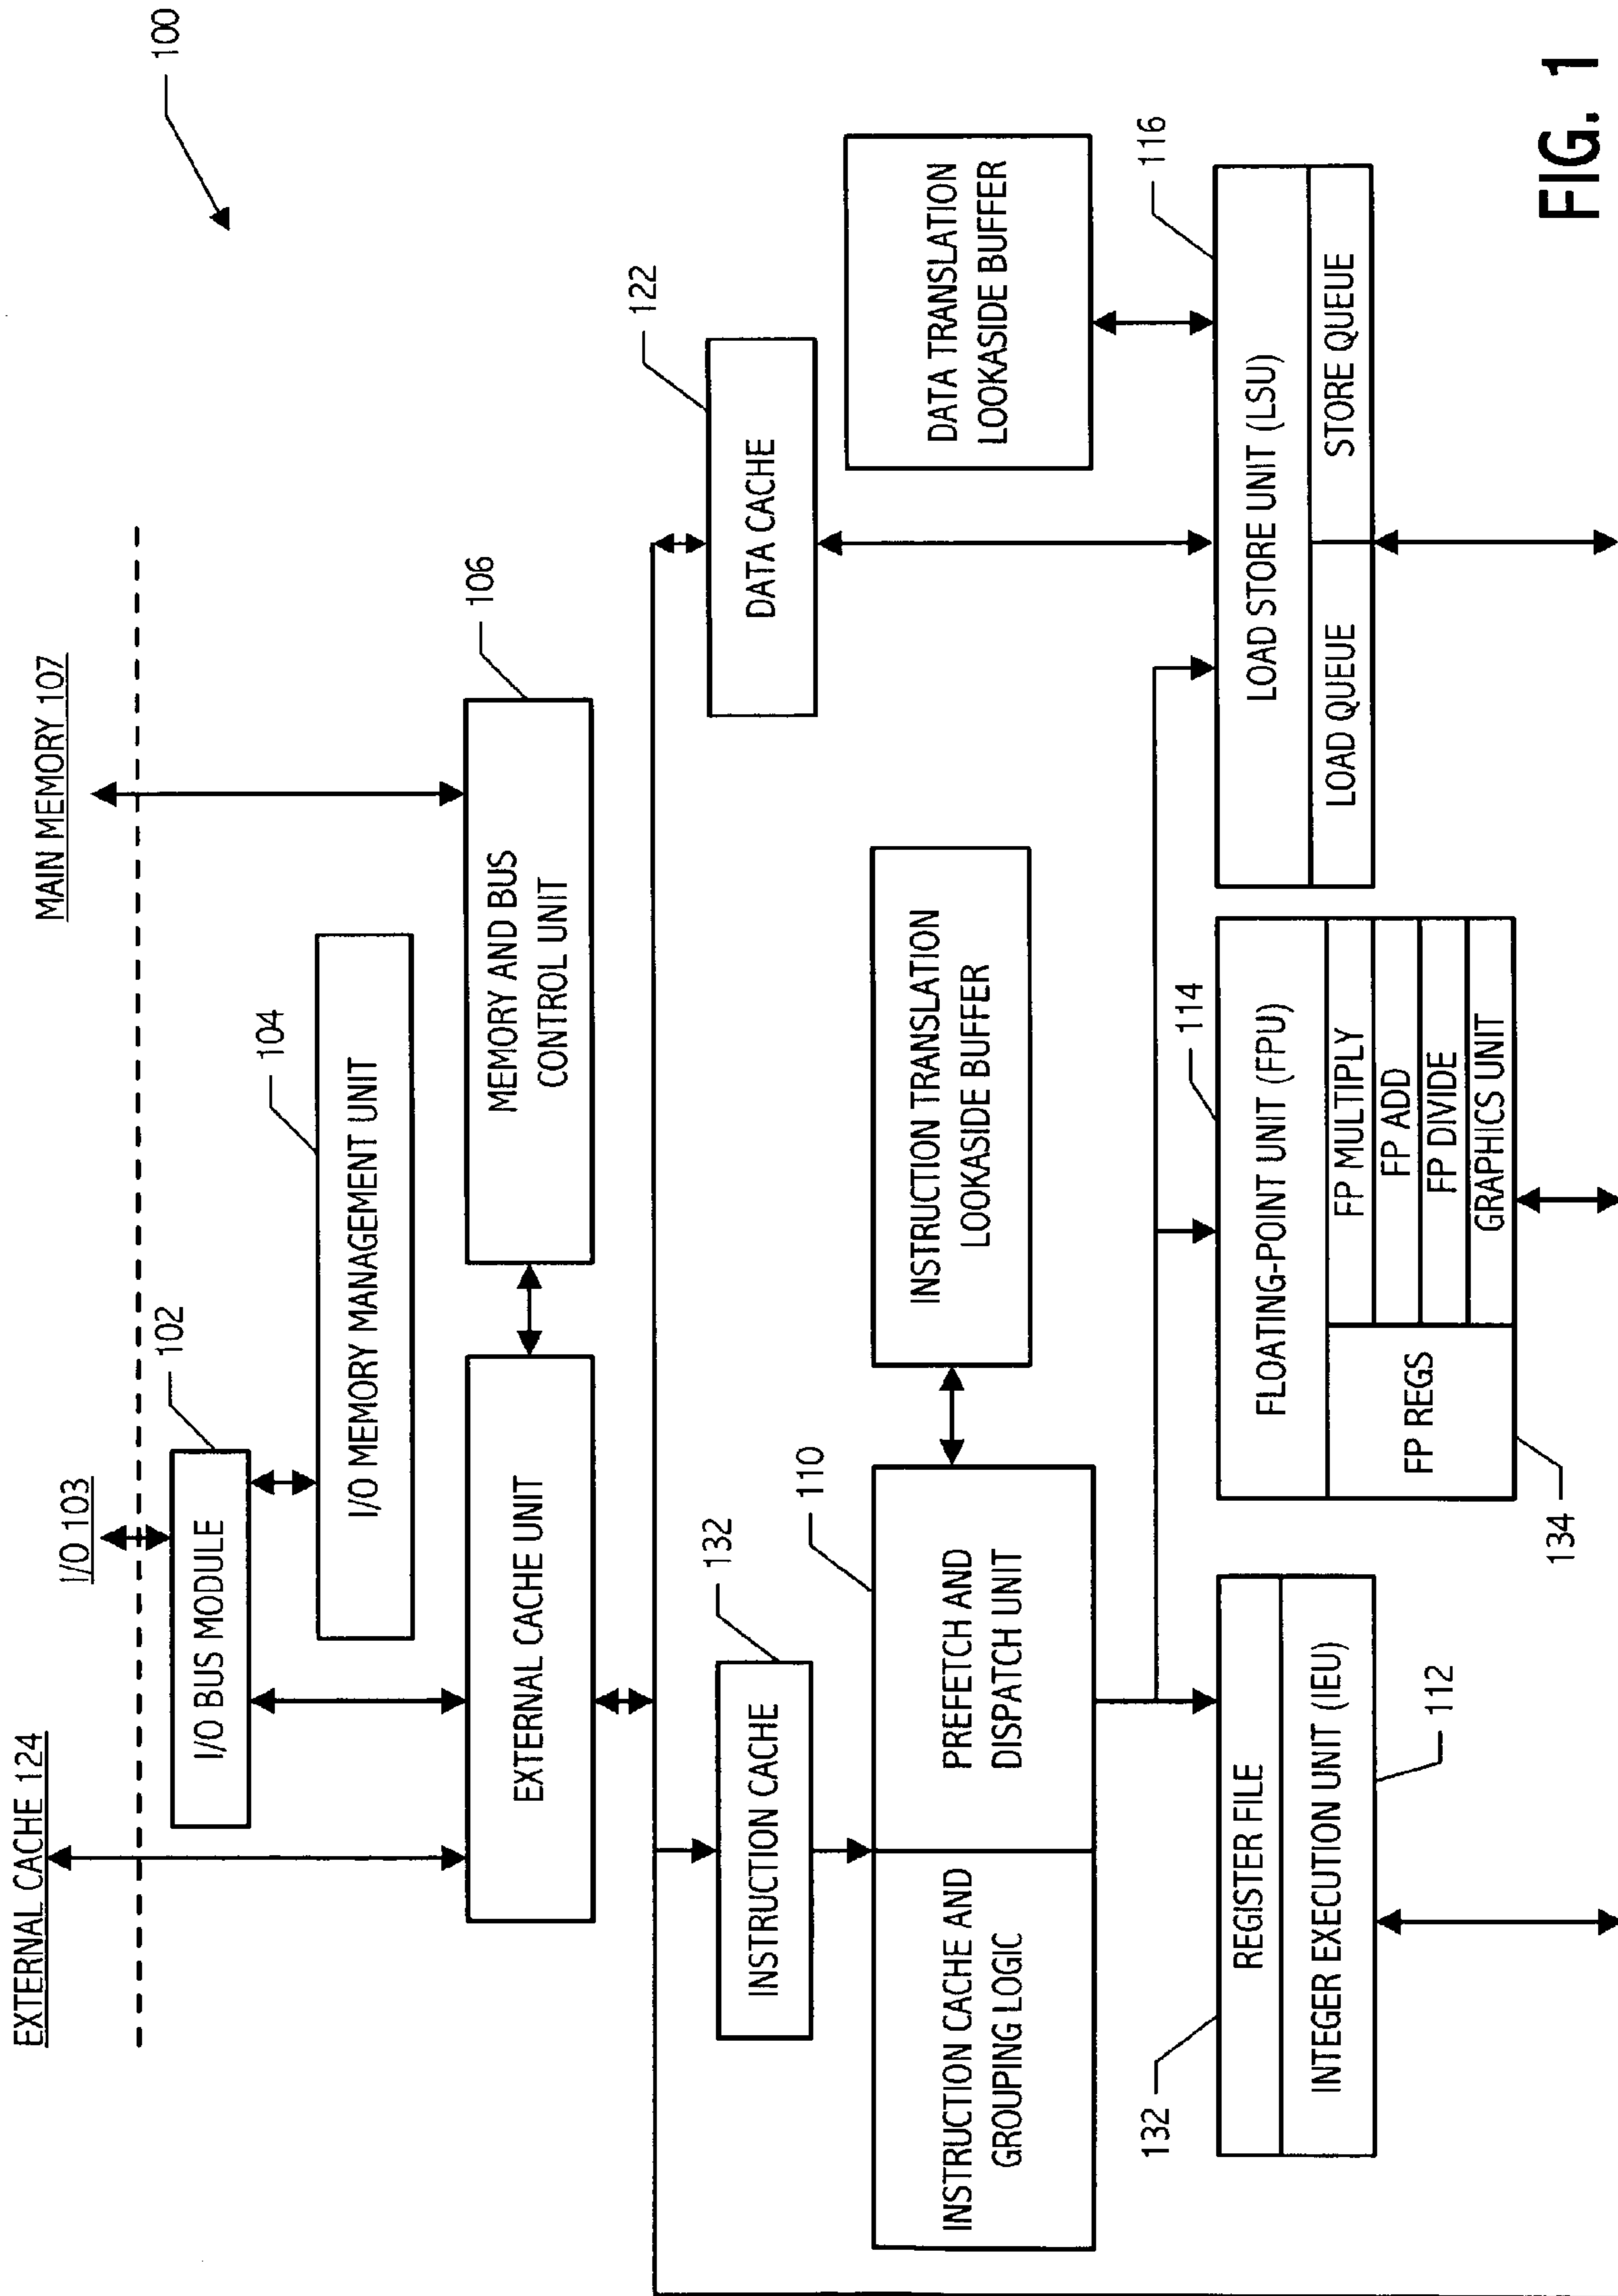 EXTERNAL CACHE 124
I/O 103
MAIN MEMORY 107
100
102
I/O BUS MODULE
104
I/O MEMORY MANAGEMENT UNIT
106
EXTERNAL CACHE UNIT
MEMORY AND BUS
CONTROL UNIT
132
INSTRUCTION CACHE
122
DATA CACHE
110
INSTRUCTION CACHE AND
GROUPING LOGIC
PREFETCH AND
DISPATCH UNIT
INSTRUCTION TRANSLATION
LOOKASIDE BUFFER
DATA TRANSLATION
LOOKASIDE BUFFER
132
REGISTER FILE
INTEGER EXECUTION UNIT (IEU)
112
114
FLOATING-POINT UNIT (FPU)
FP REGS
FP MULTIPLY
FP ADD
FP DIVIDE
GRAPHICS UNIT
134
116
LOAD STORE UNIT (LSU)
LOAD QUEUE
STORE QUEUE
FIG. 1